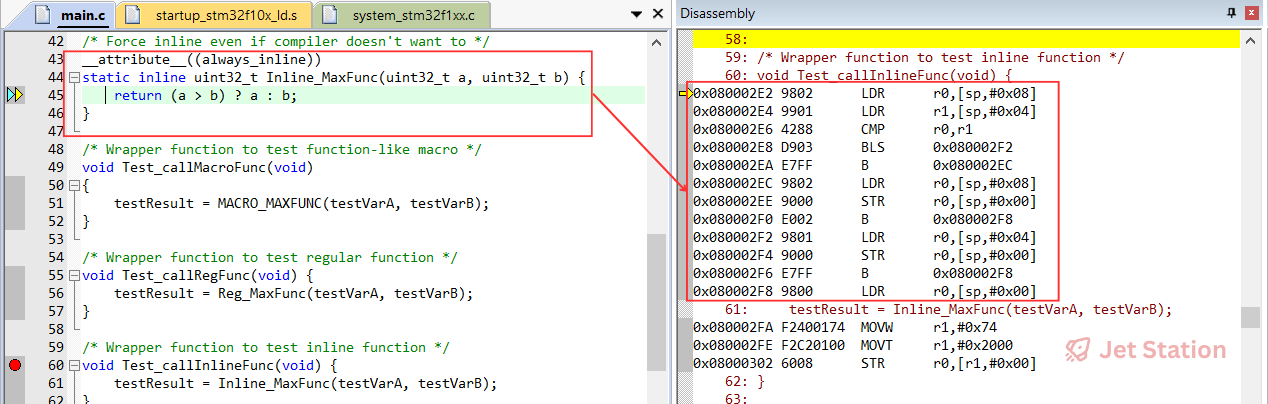 main.c
startup_stm32f10x_ld.s
system_stm32f1xx.c
42 /* Force inline even if compiler doesn't want to */
43 __attribute__((always_inline))
44 static inline uint32_t Inline_MaxFunc(uint32_t a, uint32_t b) {
45 return (a > b) ? a : b;
46 }
47
48 /* Wrapper function to test function-like macro */
49 void Test_callMacroFunc(void)
50 {
51 testResult = MACRO_MAXFUNC(testVarA, testVarB);
52 }
53
54 /* Wrapper function to test regular function */
55 void Test_callRegFunc(void) {
56 testResult = Reg_MaxFunc(testVarA, testVarB);
57 }
58
59 /* Wrapper function to test inline function */
60 void Test_callInlineFunc(void) {
61 testResult = Inline_MaxFunc(testVarA, testVarB);
62 }
Disassembly
58:
59: /* Wrapper function to test inline function */
60: void Test_callInlineFunc(void) {
0x080002E2 9802 LDR r0,[sp,#0x08]
0x080002E4 9901 LDR r1,[sp,#0x04]
0x080002E6 4288 CMP r0,r1
0x080002E8 D903 BLS 0x080002F2
0x080002EA E7FF B 0x080002EC
0x080002EC 9802 LDR r0,[sp,#0x08]
0x080002EE 9000 STR r0,[sp,#0x00]
0x080002F0 E002 B 0x080002F8
0x080002F2 9801 LDR r0,[sp,#0x04]
0x080002F4 9000 STR r0,[sp,#0x00]
0x080002F6 E7FF B 0x080002F8
0x080002F8 9800 LDR r0,[sp,#0x00]
61: testResult = Inline_MaxFunc(testVarA, testVarB);
0x080002FA F2400174 MOVW r1,#0x74
0x080002FE F2C20100 MOVT r1,#0x2000
0x08000302 6008 STR r0,[r1,#0x00]
62: }
63:
Jet Station